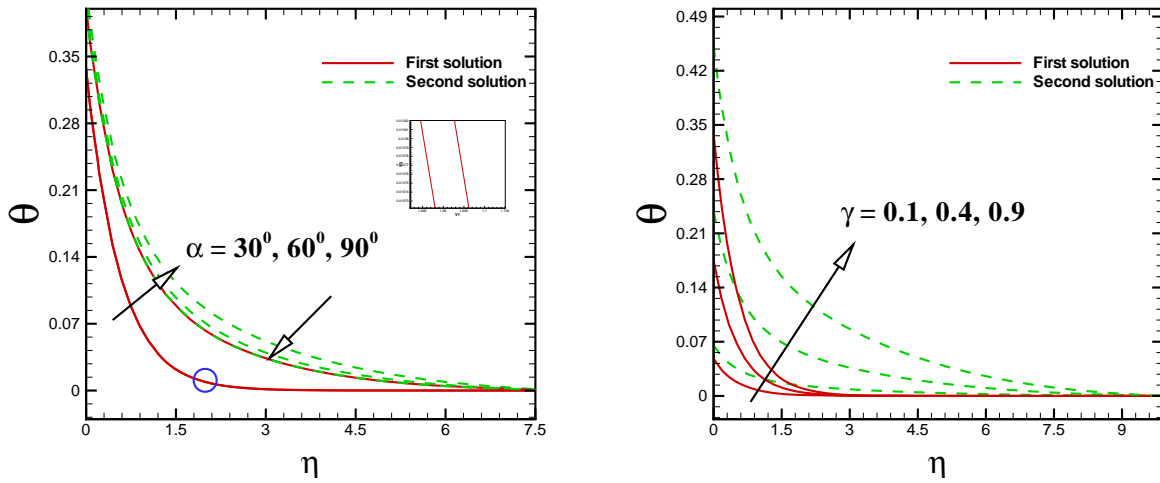 θ
0.35
0.28
0.21
0.14
0.07
0
First solution
Second solution
α = 30⁰, 60⁰, 90⁰
0 1.5 3 4.5 6 7.5
η
θ
0.49
0.42
0.35
0.28
0.21
0.14
0.07
0
First solution
Second solution
γ = 0.1, 0.4, 0.9
0 1.5 3 4.5 6 7.5 9
η